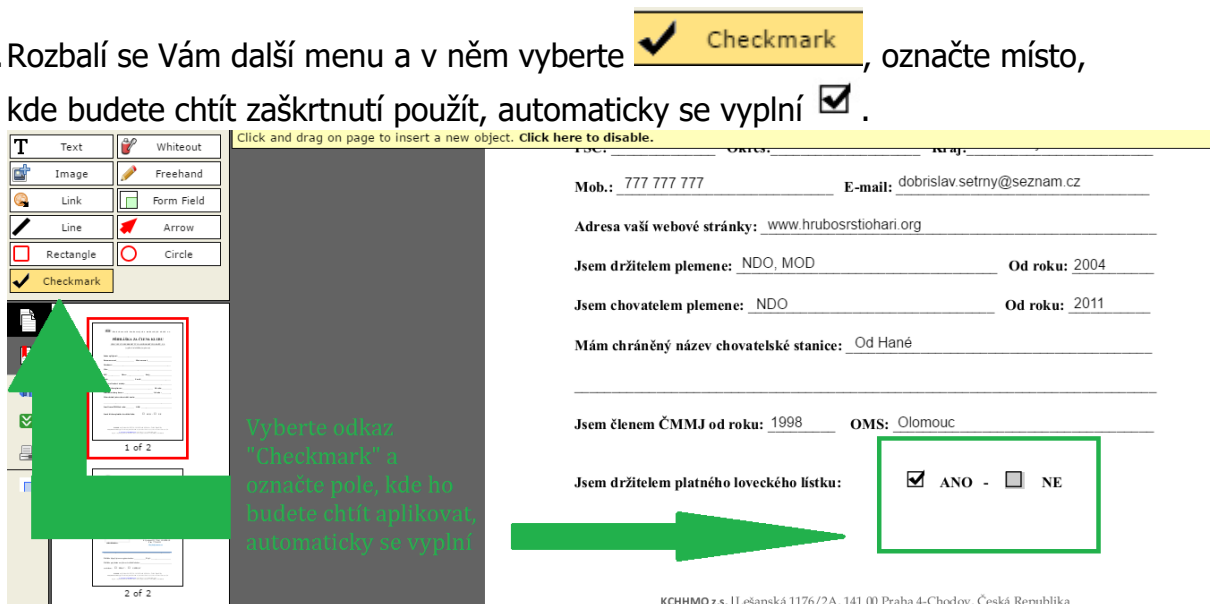 Rozbalí se Vám další menu a v něm vyberte Checkmark, označte místo,
kde budete chtít zaškrtnutí použít, automaticky se vyplní .
Click and drag on page to insert a new object. Click here to disable.
T Text Whiteout
Image Freehand
Link Form Field
Line Arrow
Rectangle Circle
Checkmark
Mob.: 777 777 777 E-mail: dobrislav.setrny@seznam.cz
Adresa vaší webové stránky: www.hrubosrstiohari.org
Jsem držitelem plemene: NDO, MOD Od roku: 2004
Jsem chovatelem plemene: NDO Od roku: 2011
Mám chráněný název chovatelské stanice: Od Hané
Jsem členem ČMMJ od roku: 1998 OMS: Olomouc
Jsem držitelem platného loveckého lístku: ANO - NE
1 of 2
Vyberte odkaz
"Checkmark" a
označte pole, kde ho
budete chtít aplikovat,
automaticky se vyplní
2 of 2
KCHHMO z.s. | Lešanská 1176/2A, 141 00 Praha 4-Chodov, Česká Republika